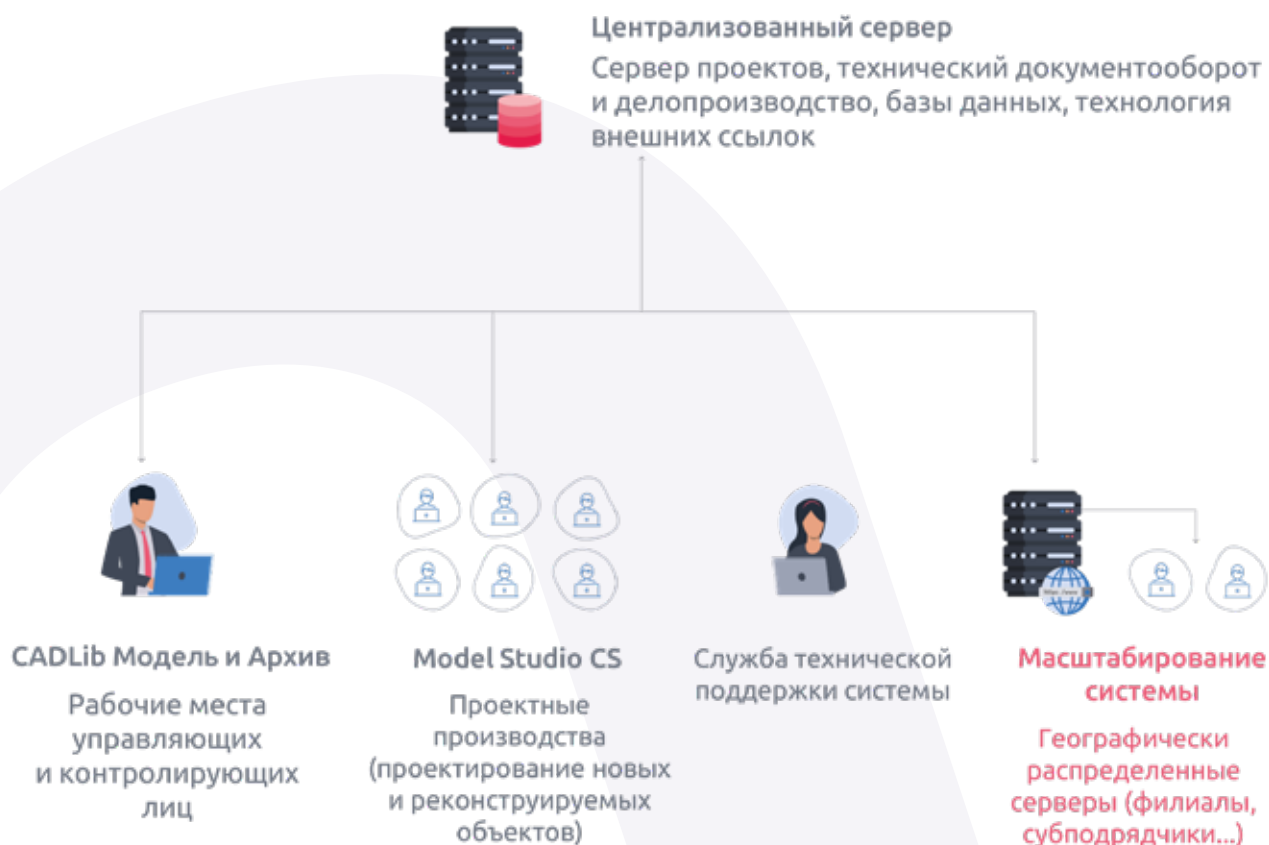 Централизованный сервер
Сервер проектов, технический документооборот
и делопроизводство, базы данных, технология
внешних ссылок
CADLib Модель и Архив
Рабочие места
управляющих
и контролирующих
лиц
Model Studio CS
Проектные
производства
(проектирование новых
и реконструируемых
объектов)
Служба технической
поддержки системы
Масштабирование
системы
Географически
распределенные
серверы (филиалы,
субподрядчики...)